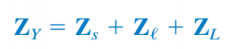 Z_Y = Z_s + Z_ℓ + Z_L